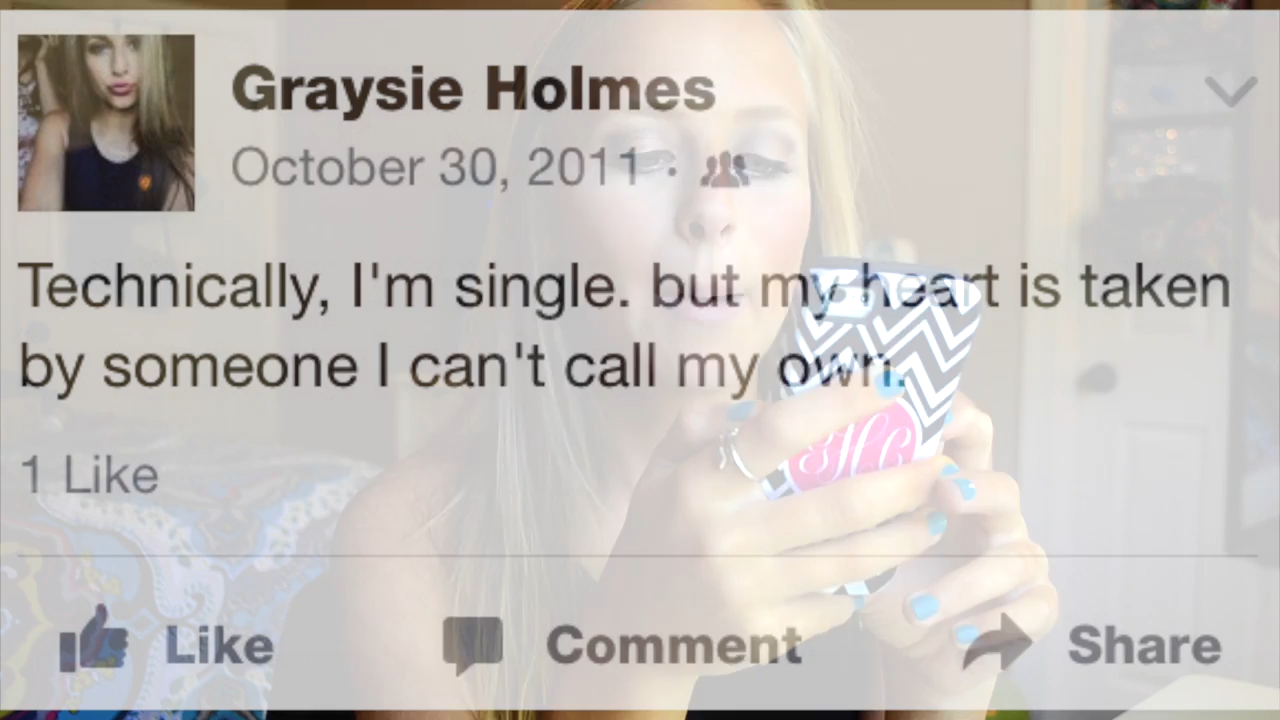 Graysie Holmes
October 30, 2011 ·
Technically, I'm single. but my heart is taken
by someone I can't call my own.
1 Like
Like Comment Share